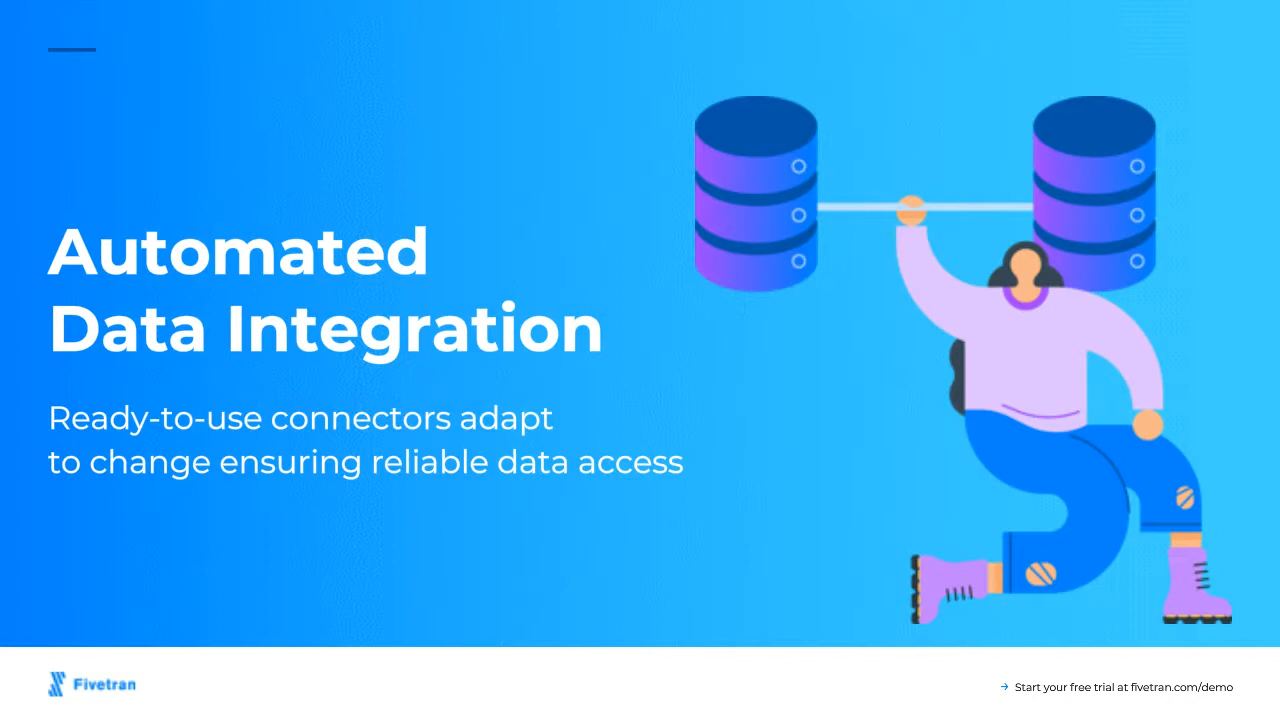 Automated
Data Integration
Ready-to-use connectors adapt
to change ensuring reliable data access
Fivetran
→ Start your free trial at fivetran.com/demo